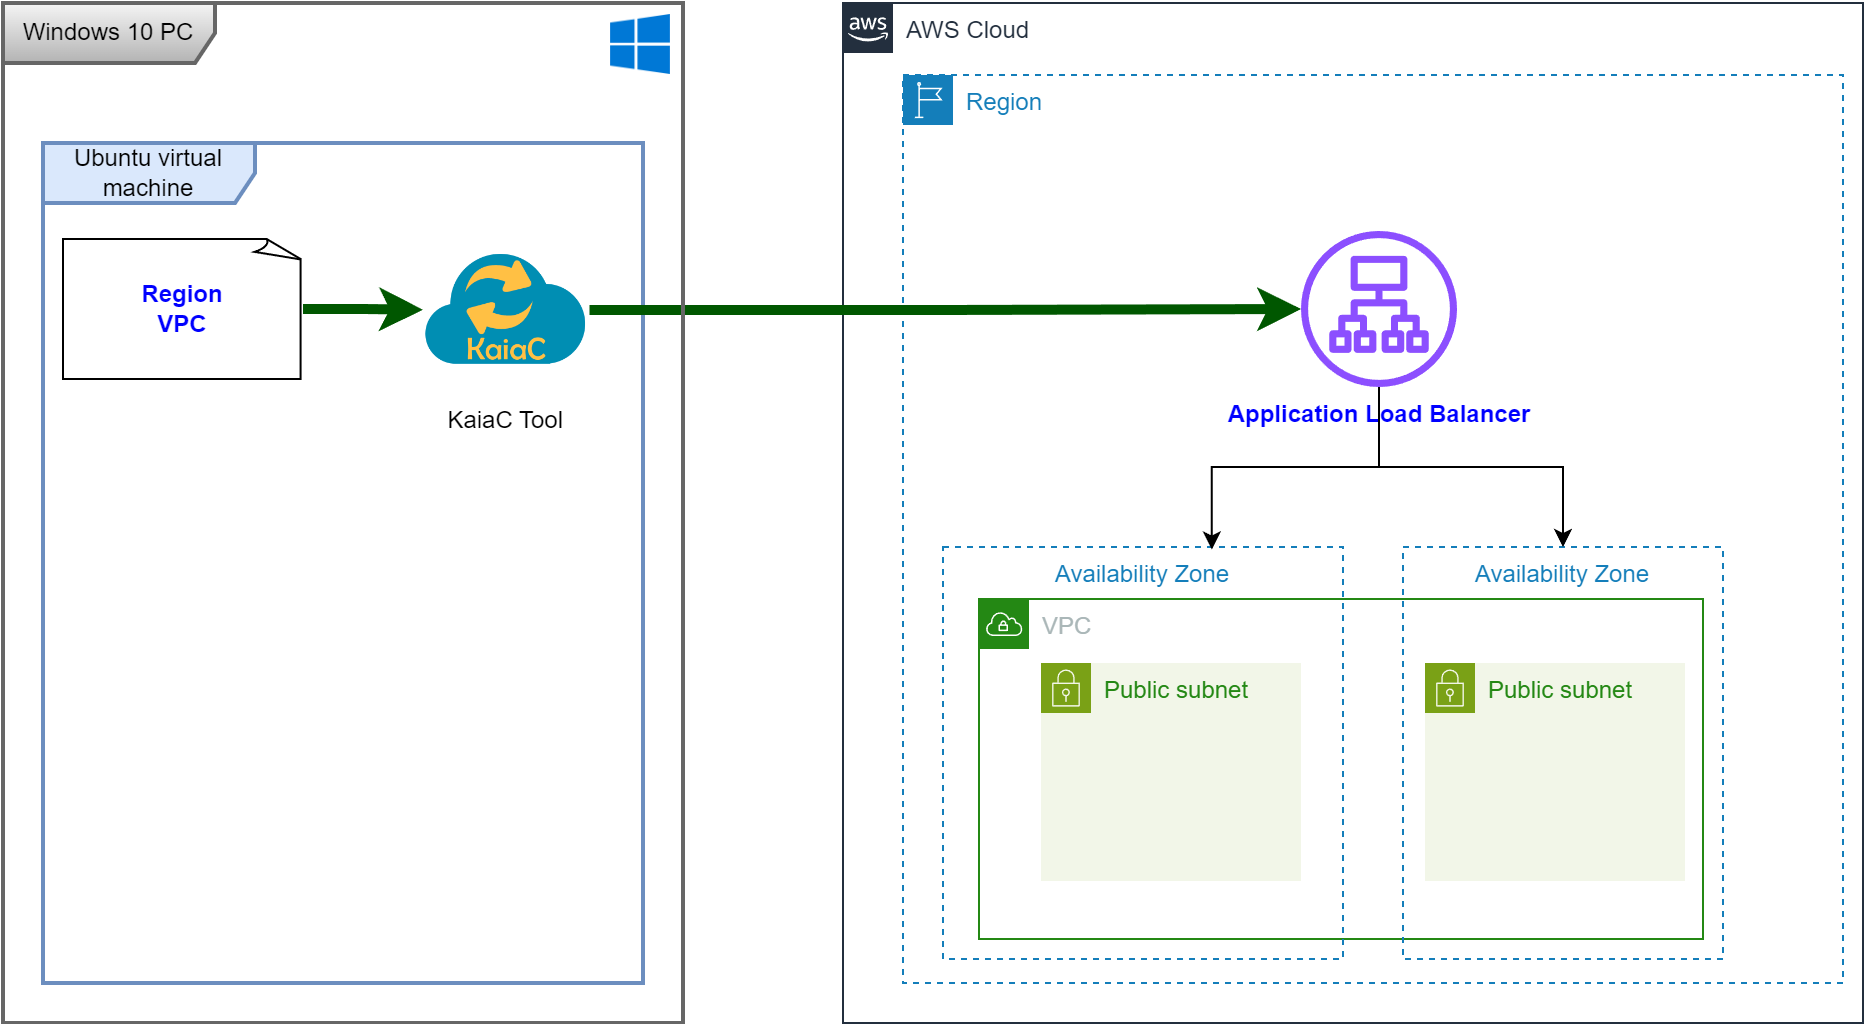 Windows 10 PC
Ubuntu virtual
machine
Region
VPC
KaiaC
KaiaC Tool
aws
AWS Cloud
Region
Application Load Balancer
Availability Zone
Availability Zone
VPC
Public subnet
Public subnet